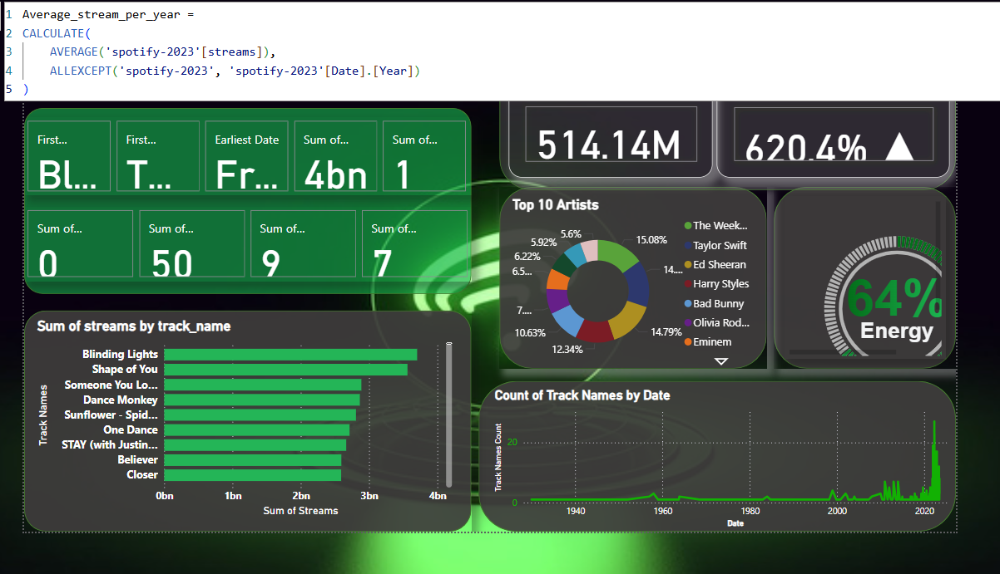 1 Average_stream_per_year =
2 CALCULATE(
3 AVERAGE('spotify-2023'[streams]),
4 ALLEXCEPT('spotify-2023', 'spotify-2023'[Date].[Year])
5 )
First... First... Earliest Date Sum of... Sum of...
Bl... T... Fr... 4bn 1
Sum of... Sum of... Sum of... Sum of...
0 50 9 7
514.14M 620.4% ▲
Top 10 Artists
5.6%
5.92%
6.22%
6.5...
7....
10.63%
12.34%
14.79%
14....
15.08%
The Week...
Taylor Swift
Ed Sheeran
Harry Styles
Bad Bunny
Olivia Rod...
Eminem
64%
Energy
Sum of streams by track_name
Track Names
Blinding Lights
Shape of You
Someone You Lo...
Dance Monkey
Sunflower - Spid...
One Dance
STAY (with Justin...
Believer
Closer
0bn 1bn 2bn 3bn 4bn
Sum of Streams
Count of Track Names by Date
Track Names Count
20
0
1940 1960 1980 2000 2020
Date